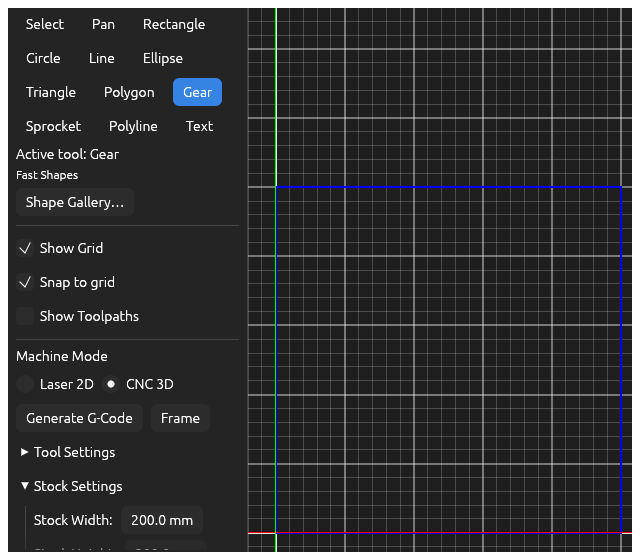 Select Pan Rectangle
Circle Line Ellipse
Triangle Polygon Gear
Sprocket Polyline Text
Active tool: Gear
Fast Shapes
Shape Gallery...
Show Grid
Snap to grid
Show Toolpaths
Machine Mode
Laser 2D CNC 3D
Generate G-Code Frame
Tool Settings
Stock Settings
Stock Width: 200.0 mm